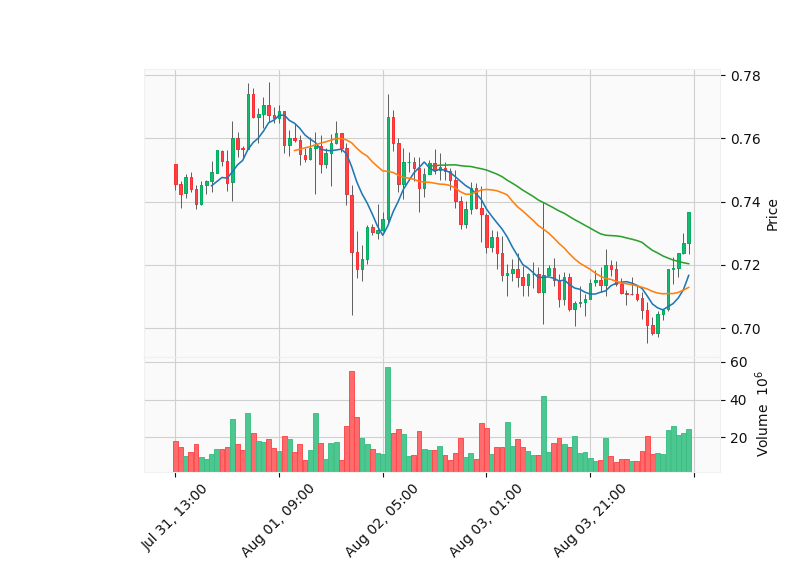 0.78
0.76
0.74
0.72
0.70
Price
60
40
20
Volume 10^6
Jul 31, 13:00
Aug 01, 09:00
Aug 02, 05:00
Aug 03, 01:00
Aug 03, 21:00